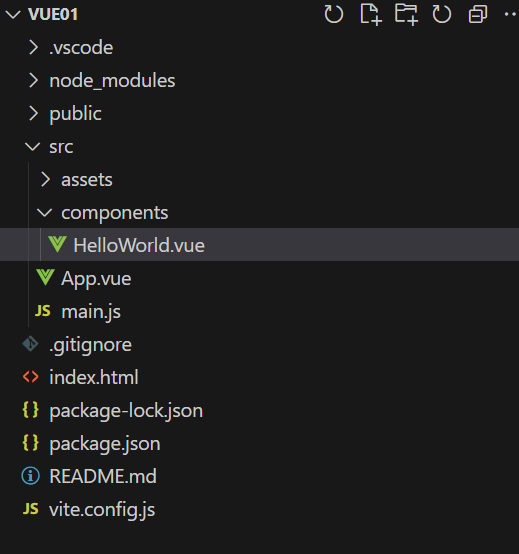 VUE01
.vscode
node_modules
public
src
assets
components
HelloWorld.vue
App.vue
JS main.js
.gitignore
<> index.html
{ } package-lock.json
{ } package.json
README.md
JS vite.config.js